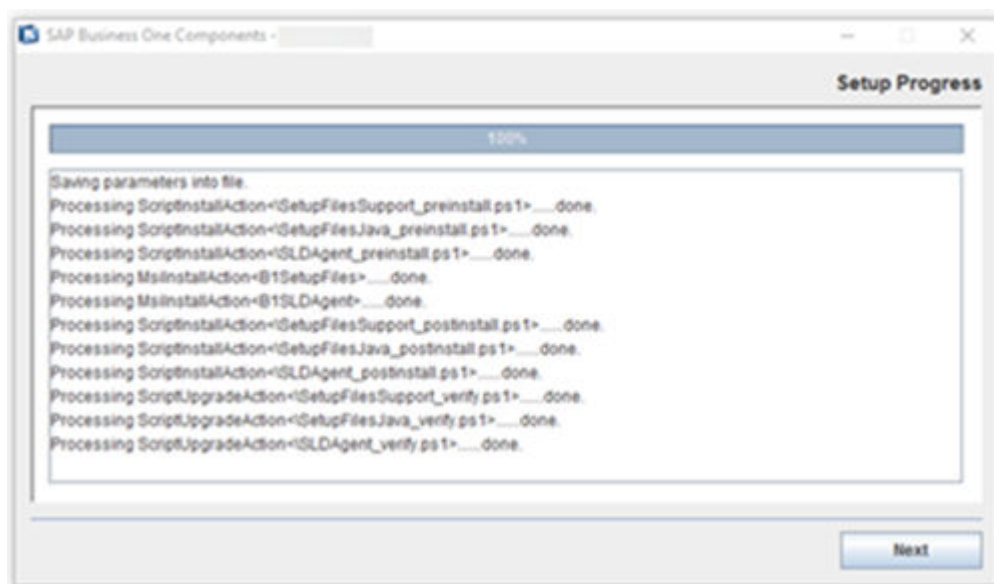 SAP Business One Components -
Setup Progress
100%
Saving parameters into file.
Processing ScriptInstallAction<\SetupFilesSupport_preinstall.ps1>......done.
Processing ScriptInstallAction<\SetupFilesJava_preinstall.ps1>......done.
Processing ScriptInstallAction<\SLDAgent_preinstall.ps1>......done.
Processing MsiInstallAction<B1SetupFiles>......done.
Processing MsiInstallAction<B1SLDAgent>......done.
Processing ScriptInstallAction<\SetupFilesSupport_postinstall.ps1>......done.
Processing ScriptInstallAction<\SetupFilesJava_postinstall.ps1>......done.
Processing ScriptInstallAction<\SLDAgent_postinstall.ps1>......done.
Processing ScriptUpgradeAction<\SetupFilesSupport_verify.ps1>......done.
Processing ScriptUpgradeAction<\SetupFilesJava_verify.ps1>......done.
Processing ScriptUpgradeAction<\SLDAgent_verify.ps1>......done.
Next